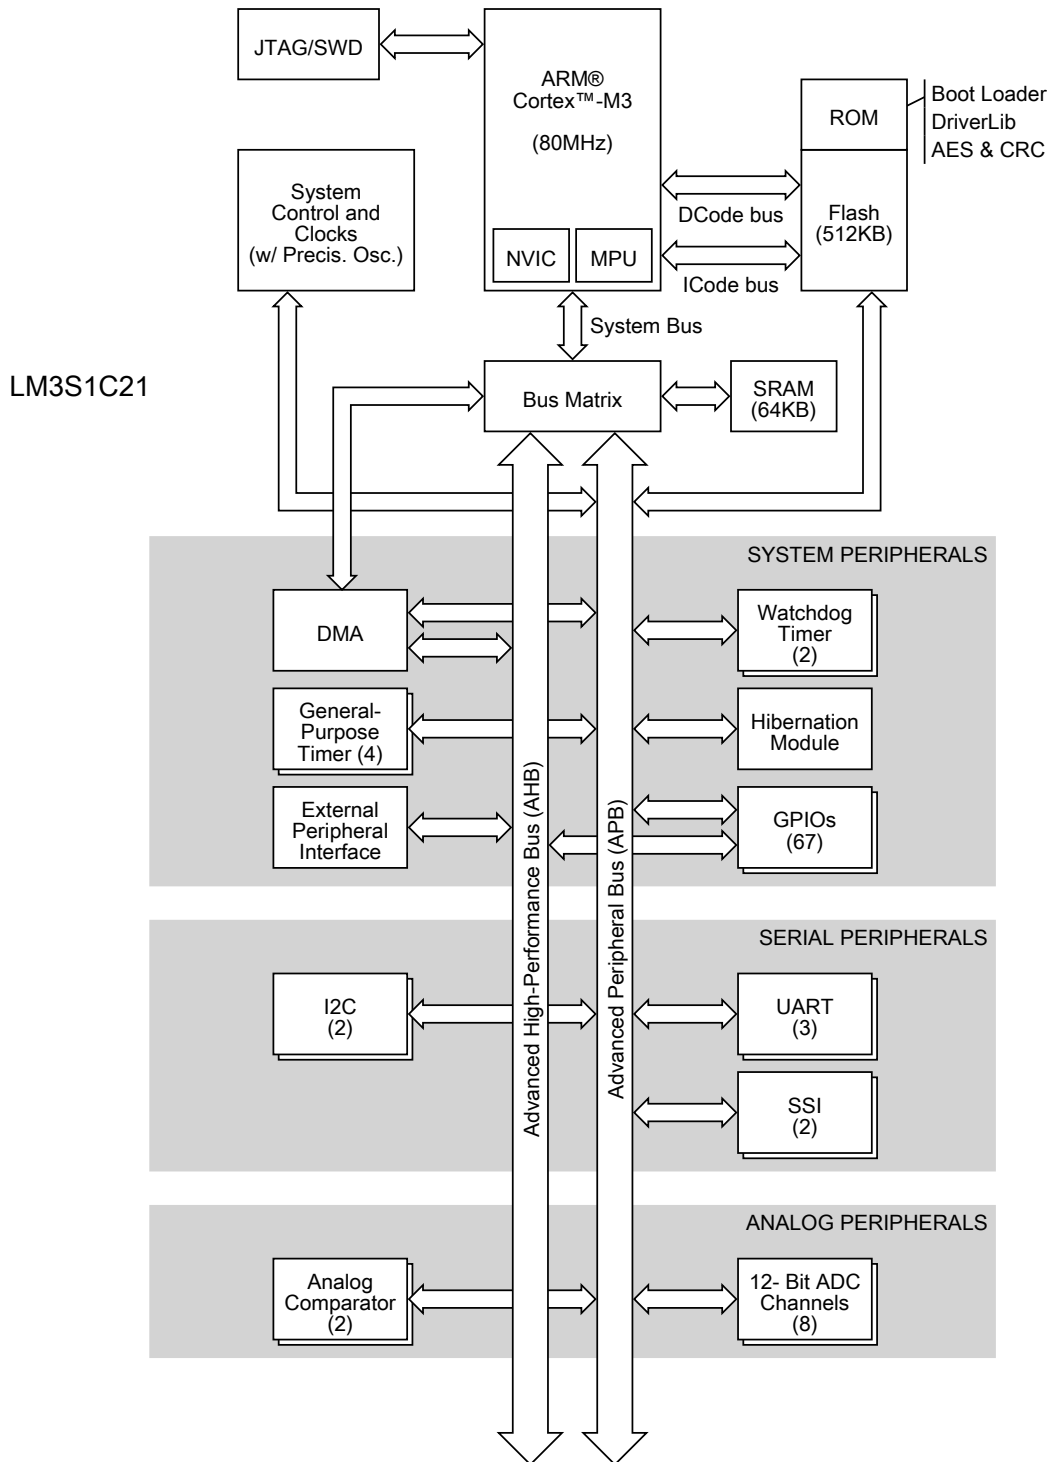 JTAG/SWD
ARM®
Cortex™-M3
(80MHz)
NVIC
MPU
ROM
Boot Loader
DriverLib
AES & CRC
Flash
(512KB)
DCode bus
ICode bus
System
Control and
Clocks
(w/ Precis. Osc.)
System Bus
LM3S1C21
Bus Matrix
SRAM
(64KB)
SYSTEM PERIPHERALS
DMA
Watchdog
Timer
(2)
General-
Purpose
Timer (4)
Hibernation
Module
External
Peripheral
Interface
GPIOs
(67)
Advanced High-Performance Bus (AHB)
Advanced Peripheral Bus (APB)
SERIAL PERIPHERALS
I2C
(2)
UART
(3)
SSI
(2)
ANALOG PERIPHERALS
Analog
Comparator
(2)
12- Bit ADC
Channels
(8)